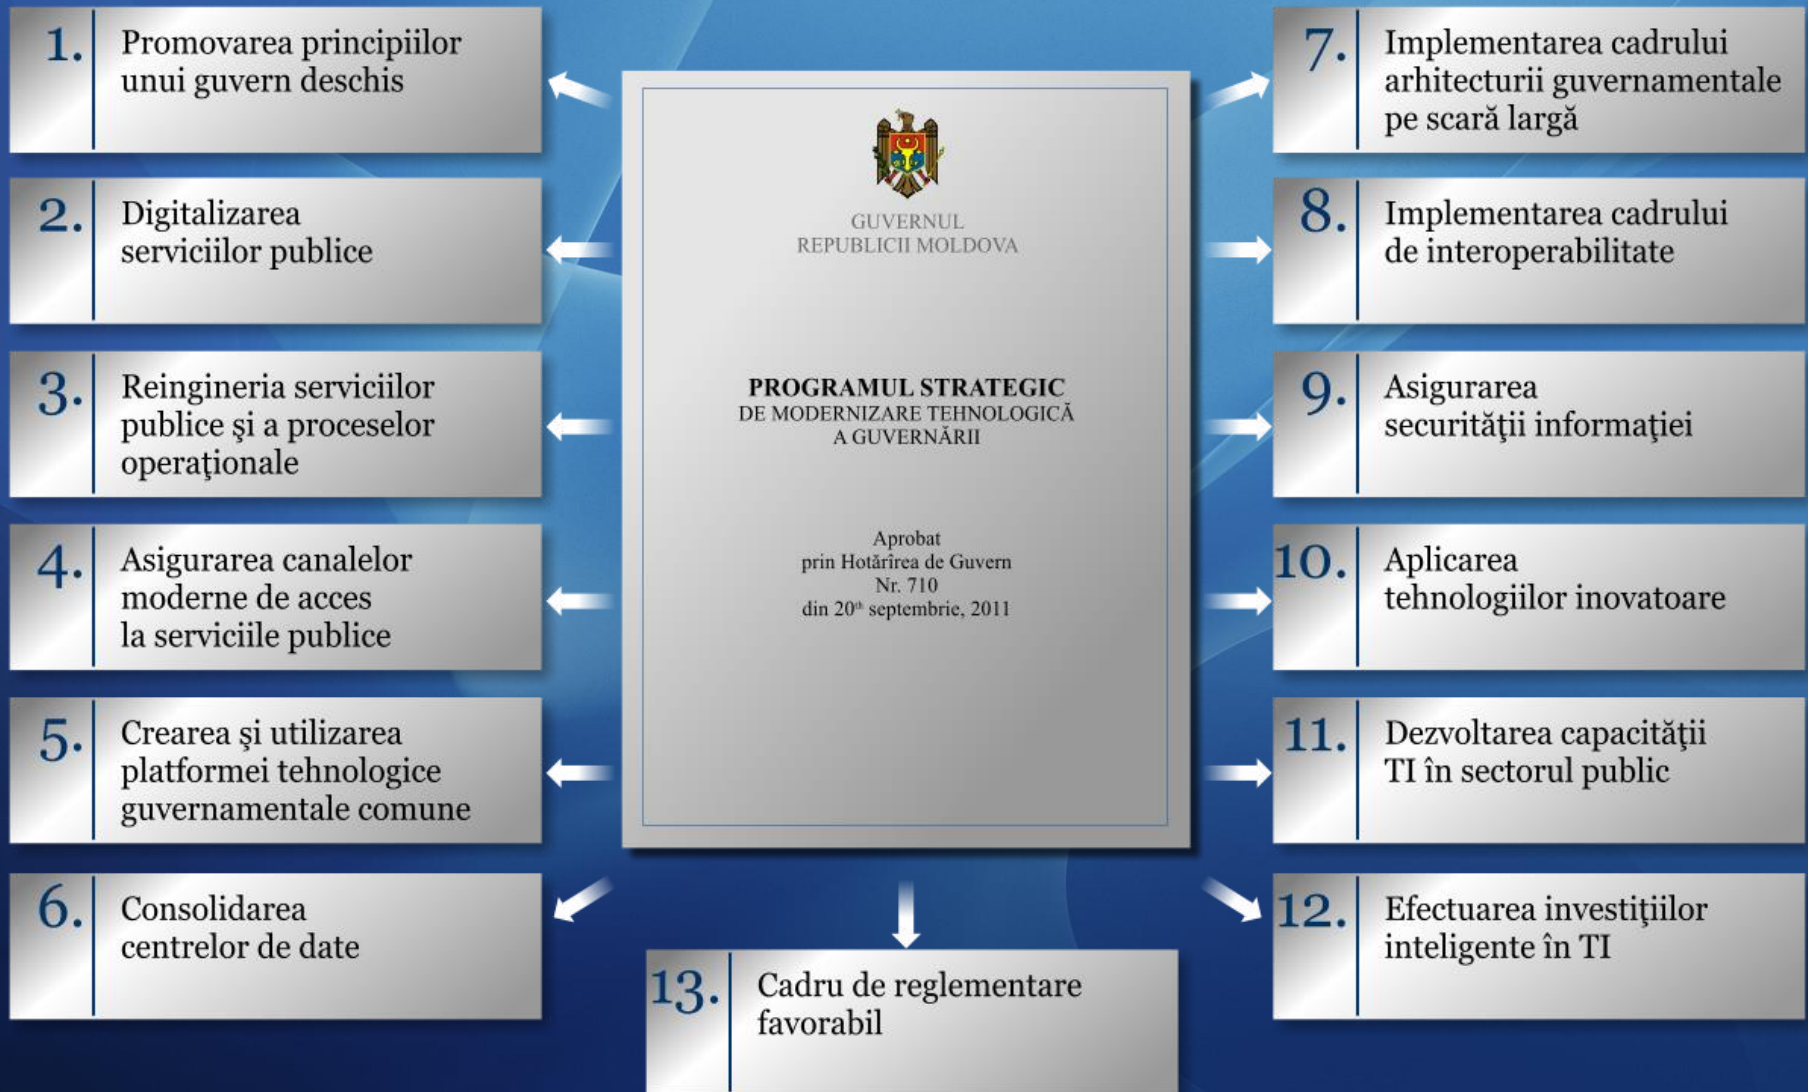 1.
Promovarea principiilor
unui guvern deschis
2.
Digitalizarea
serviciilor publice
3.
Reingineria serviciilor
publice şi a proceselor
operaţionale
4.
Asigurarea canalelor
moderne de acces
la serviciile publice
5.
Crearea şi utilizarea
platformei tehnologice
guvernamentale comune
6.
Consolidarea
centrelor de date
GUVERNUL
REPUBLICII MOLDOVA
PROGRAMUL STRATEGIC
DE MODERNIZARE TEHNOLOGICĂ
A GUVERNĂRII
Aprobat
prin Hotărîrea de Guvern
Nr. 710
din 20th septembrie, 2011
7.
Implementarea cadrului
arhitecturii guvernamentale
pe scară largă
8.
Implementarea cadrului
de interoperabilitate
9.
Asigurarea
securităţii informaţiei
10.
Aplicarea
tehnologiilor inovatoare
11.
Dezvoltarea capacităţii
TI în sectorul public
12.
Efectuarea investiţiilor
inteligente în TI
13.
Cadru de reglementare
favorabil